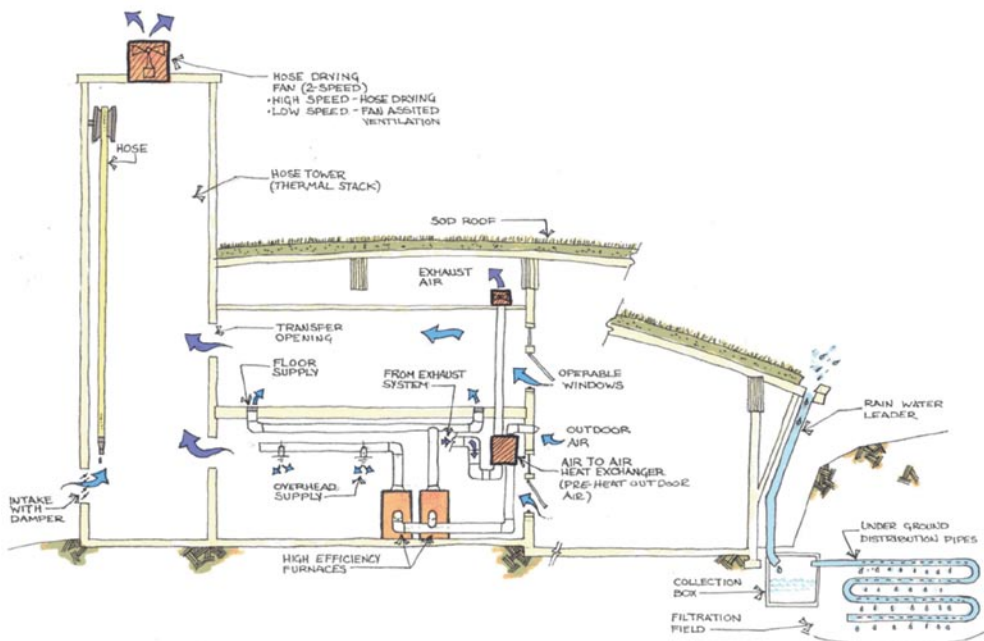 HOSE DRYING
FAN (2-SPEED)
•HIGH SPEED-HOSE DRYING
•LOW SPEED -FAN ASSITED
VENTILATION
HOSE
HOSE TOWER
(THERMAL STACK)
SOD ROOF
EXHAUST
AIR
TRANSFER
OPENING
FLOOR
SUPPLY
FROM EXHAUST
SYSTEM
OPERABLE
WINDOWS
RAIN WATER
LEADER
OUTDOOR
AIR
AIR TO AIR
HEAT EXCHANGER
(PRE-HEAT OUTDOOR
AIR)
OVERHEAD
SUPPLY
INTAKE
WITH
DAMPER
HIGH EFFICIENCY
FURNACES
UNDER GROUND
DISTRIBUTION PIPES
COLLECTION
BOX
FILTRATION
FIELD